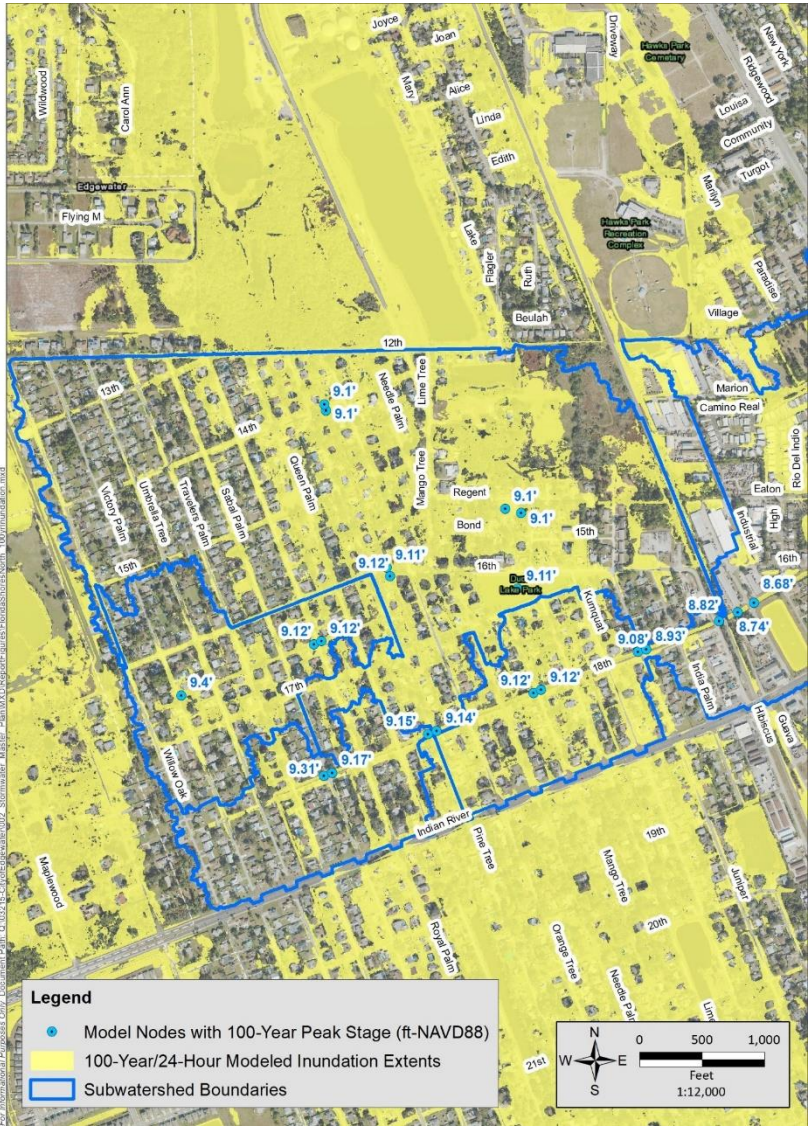 Joyce
Joan
Driveway
Hawks Park
Cemetary
New York
Ridgewood
Wildwood
Carol Ann
Mary
Alice
Louisa
Linda
Community
Edith
Turgot
Marilyn
Edgewater
Flying M
Lake
Flagler
Ruth
Hawks Park
Recreation
Complex
Paradise
Beulah
Village
12th
Needle Palm
Lime Tree
Marion
13th
9.1'
9.1'
Camino Real
14th
Rio Del Indio
Queen Palm
Mango Tree
Sabal Palm
Travelers Palm
Umbrella Tree
Victory Palm
Regent
9.1'
9.1'
Eaton
High
Industrial
Bond
15th
15th
9.12'
9.11'
16th
9.11'
16th
Lake Park
Kumquat
8.68'
8.82'
8.74'
9.12'
9.12'
9.08'
8.93'
18th
India Palm
9.4'
17th
9.12'
9.12'
Hibiscus
Guava
9.15'
9.14'
Willow Oak
9.31'
9.17'
Indian River
Pine Tree
19th
Maplewood
Mango Tree
Juniper
20th
Royal Palm
Orange Tree
Needle Palm
Lime
21st
Legend
Model Nodes with 100-Year Peak Stage (ft-NAVD88)
100-Year/24-Hour Modeled Inundation Extents
Subwatershed Boundaries
N
W
E
S
0 500 1,000
Feet
1:12,000
For Informational Purposes Only